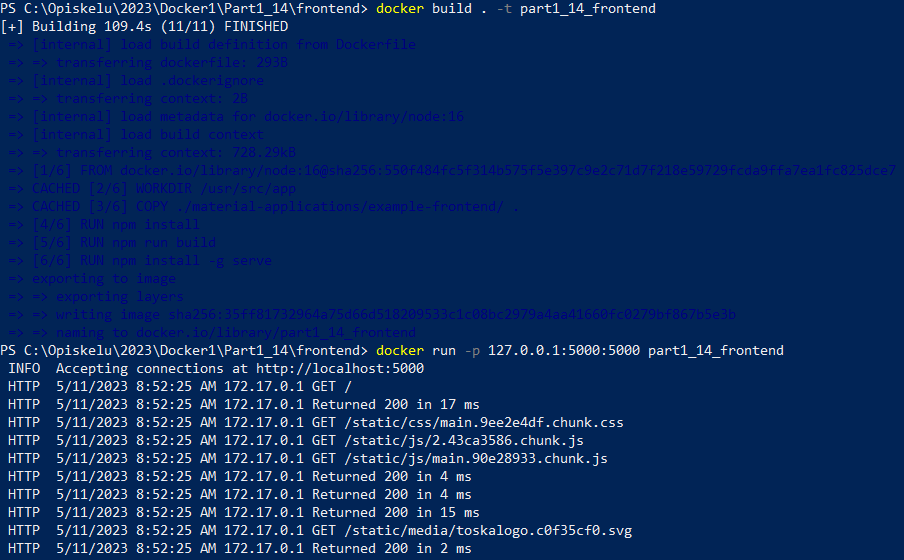 PS C:\Opiskelu\2023\Docker1\Part1_14\frontend> docker build . -t part1_14_frontend
[+] Building 109.4s (11/11) FINISHED
=> [internal] load build definition from Dockerfile
=> => transferring dockerfile: 293B
=> [internal] load .dockerignore
=> => transferring context: 2B
=> [internal] load metadata for docker.io/library/node:16
=> [internal] load build context
=> => transferring context: 728.29kB
=> [1/6] FROM docker.io/library/node:16@sha256:550f484fc5f314b575f5e397c9e2c71d7f218e59729fcda9ffa7ea1fc825dce7
=> CACHED [2/6] WORKDIR /usr/src/app
=> CACHED [3/6] COPY ./material-applications/example-frontend/ .
=> [4/6] RUN npm install
=> [5/6] RUN npm run build
=> [6/6] RUN npm install -g serve
=> exporting to image
=> => exporting layers
=> => writing image sha256:35ff81732964a75d66d518209533c1c08bc2979a4aa41660fc0279bf867b5e3b
=> => naming to docker.io/library/part1_14_frontend
PS C:\Opiskelu\2023\Docker1\Part1_14\frontend> docker run -p 127.0.0.1:5000:5000 part1_14_frontend
INFO  Accepting connections at http://localhost:5000
HTTP  5/11/2023 8:52:25 AM 172.17.0.1 GET /
HTTP  5/11/2023 8:52:25 AM 172.17.0.1 Returned 200 in 17 ms
HTTP  5/11/2023 8:52:25 AM 172.17.0.1 GET /static/css/main.9ee2e4df.chunk.css
HTTP  5/11/2023 8:52:25 AM 172.17.0.1 GET /static/js/2.43ca3586.chunk.js
HTTP  5/11/2023 8:52:25 AM 172.17.0.1 GET /static/js/main.90e28933.chunk.js
HTTP  5/11/2023 8:52:25 AM 172.17.0.1 Returned 200 in 4 ms
HTTP  5/11/2023 8:52:25 AM 172.17.0.1 Returned 200 in 4 ms
HTTP  5/11/2023 8:52:25 AM 172.17.0.1 Returned 200 in 15 ms
HTTP  5/11/2023 8:52:25 AM 172.17.0.1 GET /static/media/toskalogo.c0f35cf0.svg
HTTP  5/11/2023 8:52:25 AM 172.17.0.1 Returned 200 in 2 ms